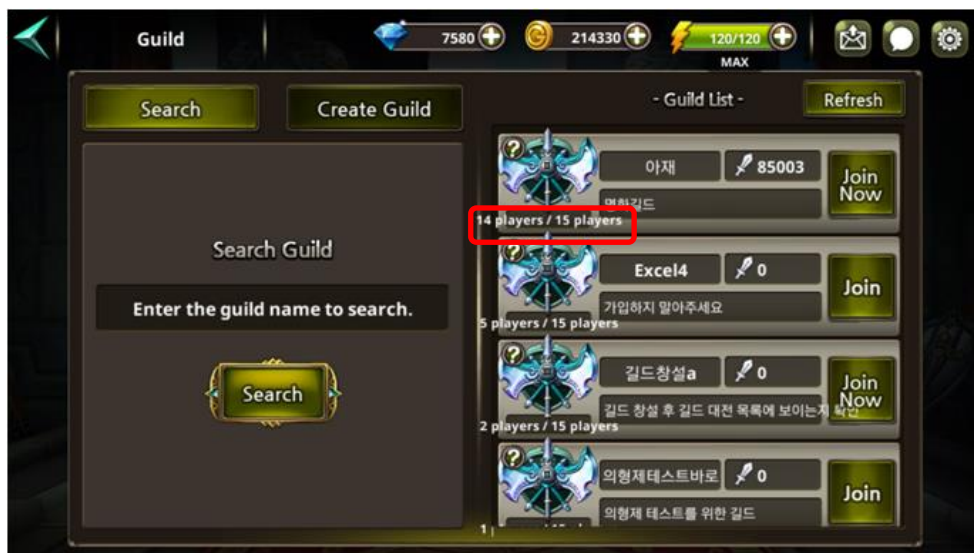 Guild
7580
214330
120/120
MAX
Search
Create Guild
- Guild List -
Refresh
Search Guild
Enter the guild name to search.
Search
아재
85003
Join Now
명화길드
14 players / 15 players
Excel4
0
Join
가입하지 말아주세요
5 players / 15 players
길드창설a
0
Join Now
길드 창설 후 길드 대전 목록에 보이는지 확인
2 players / 15 players
의형제테스트바로
0
Join
의형제 테스트를 위한 길드
1